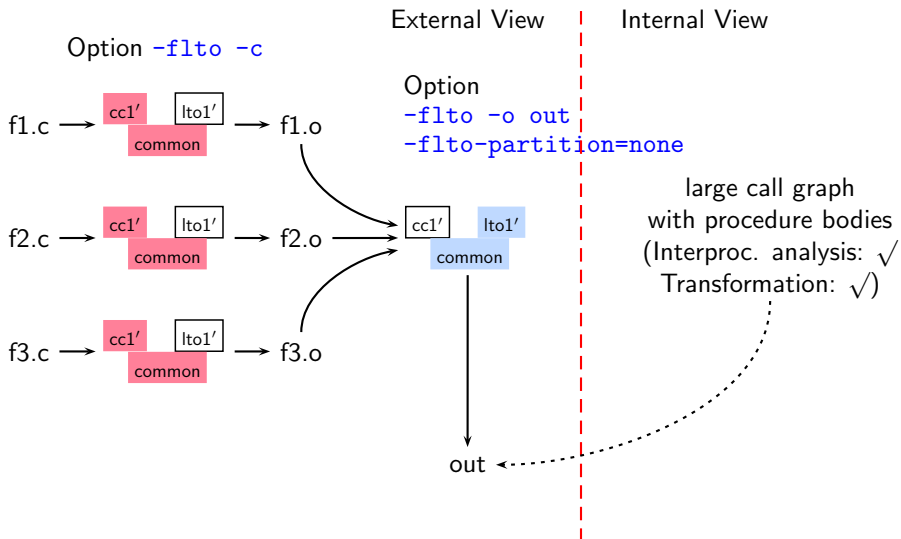 External View
Internal View
Option -flto -c
Option
-flto -o out
-flto-partition=none
f1.c
cc1′
lto1′
common
f1.o
large call graph
with procedure bodies
(Interproc. analysis: √
Transformation: √)
f2.c
cc1′
lto1′
common
f2.o
cc1′
lto1′
common
f3.c
cc1′
lto1′
common
f3.o
out